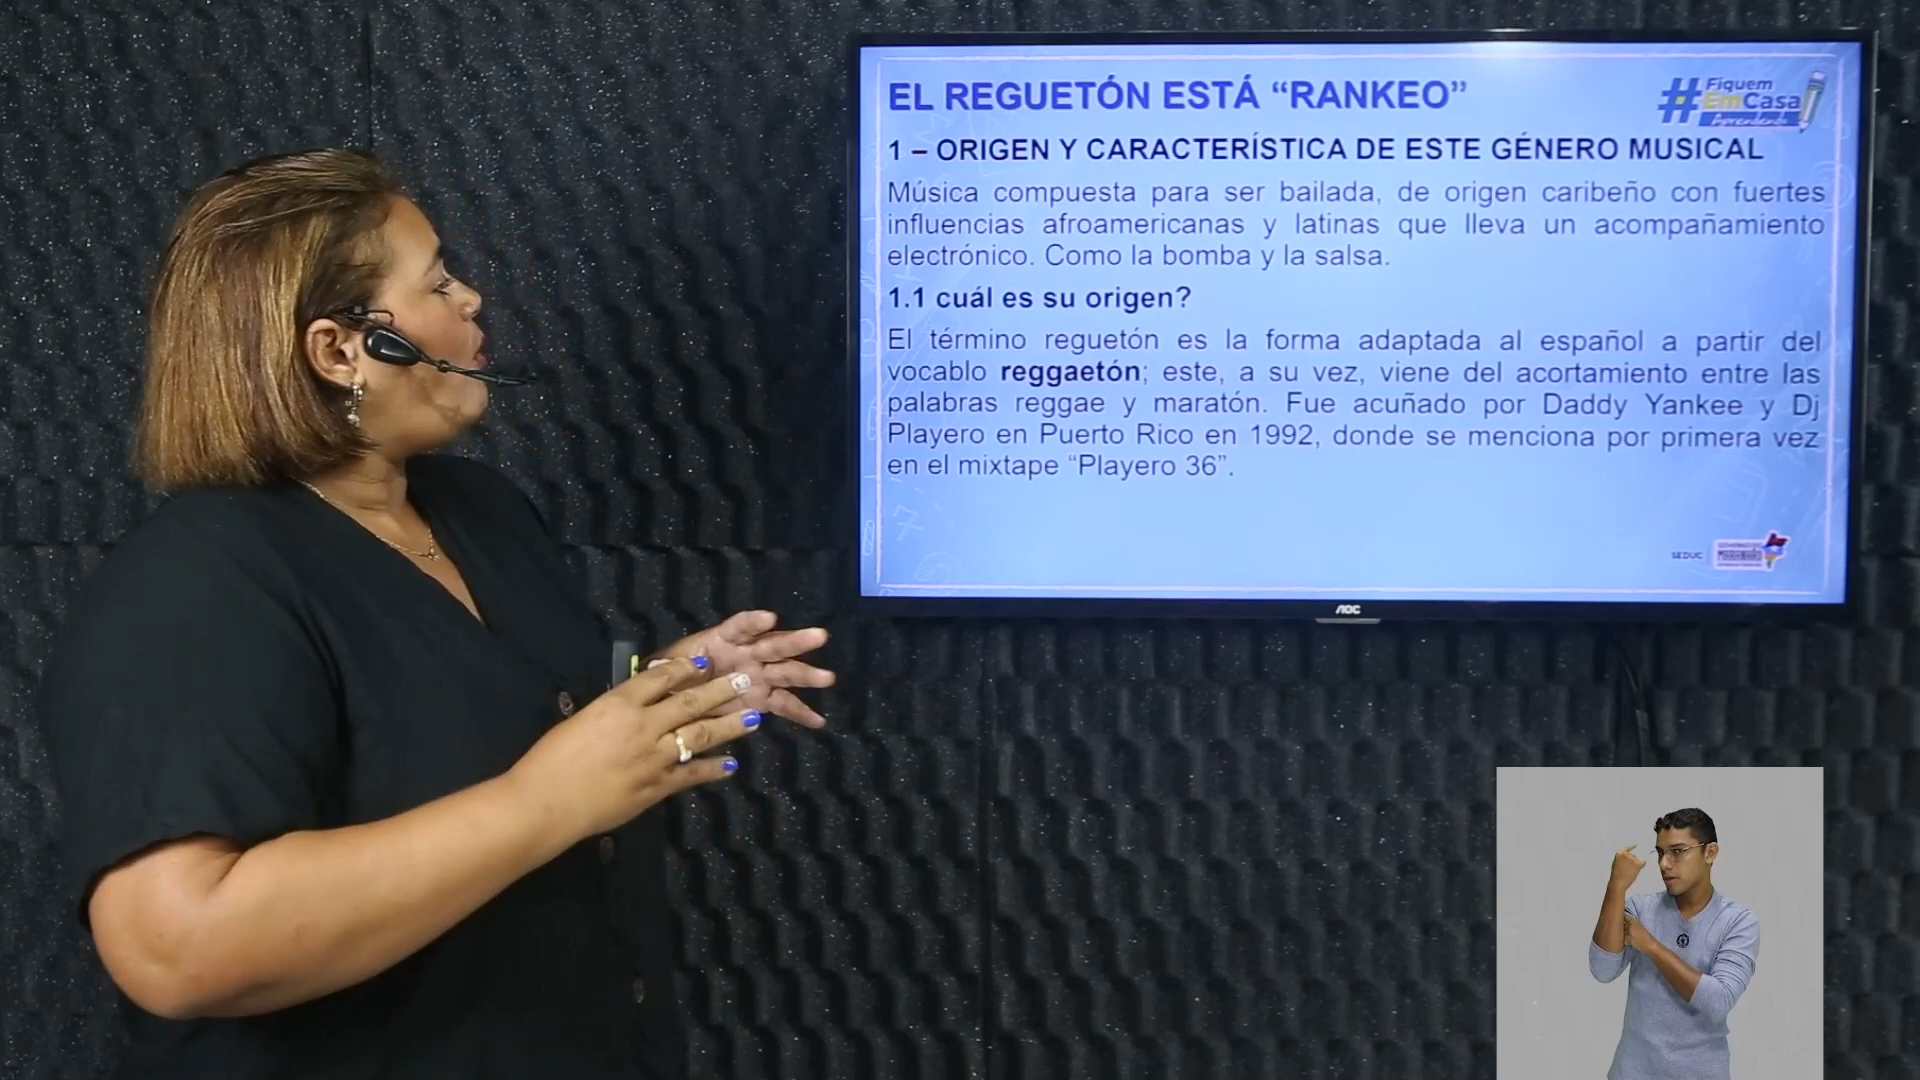 EL REGUETÓN ESTÁ “RANKEO”
#Fiquem
EmCasa
Aprendendo
1 – ORIGEN Y CARACTERÍSTICA DE ESTE GÉNERO MUSICAL
Música compuesta para ser bailada, de origen caribeño con fuertes
influencias afroamericanas y latinas que lleva un acompañamiento
electrónico. Como la bomba y la salsa.
1.1 cuál es su origen?
El término reguetón es la forma adaptada al español a partir del
vocablo reggaetón; este, a su vez, viene del acortamiento entre las
palabras reggae y maratón. Fue acuñado por Daddy Yankee y Dj
Playero en Puerto Rico en 1992, donde se menciona por primera vez
en el mixtape “Playero 36”.
SEDUC
AOC